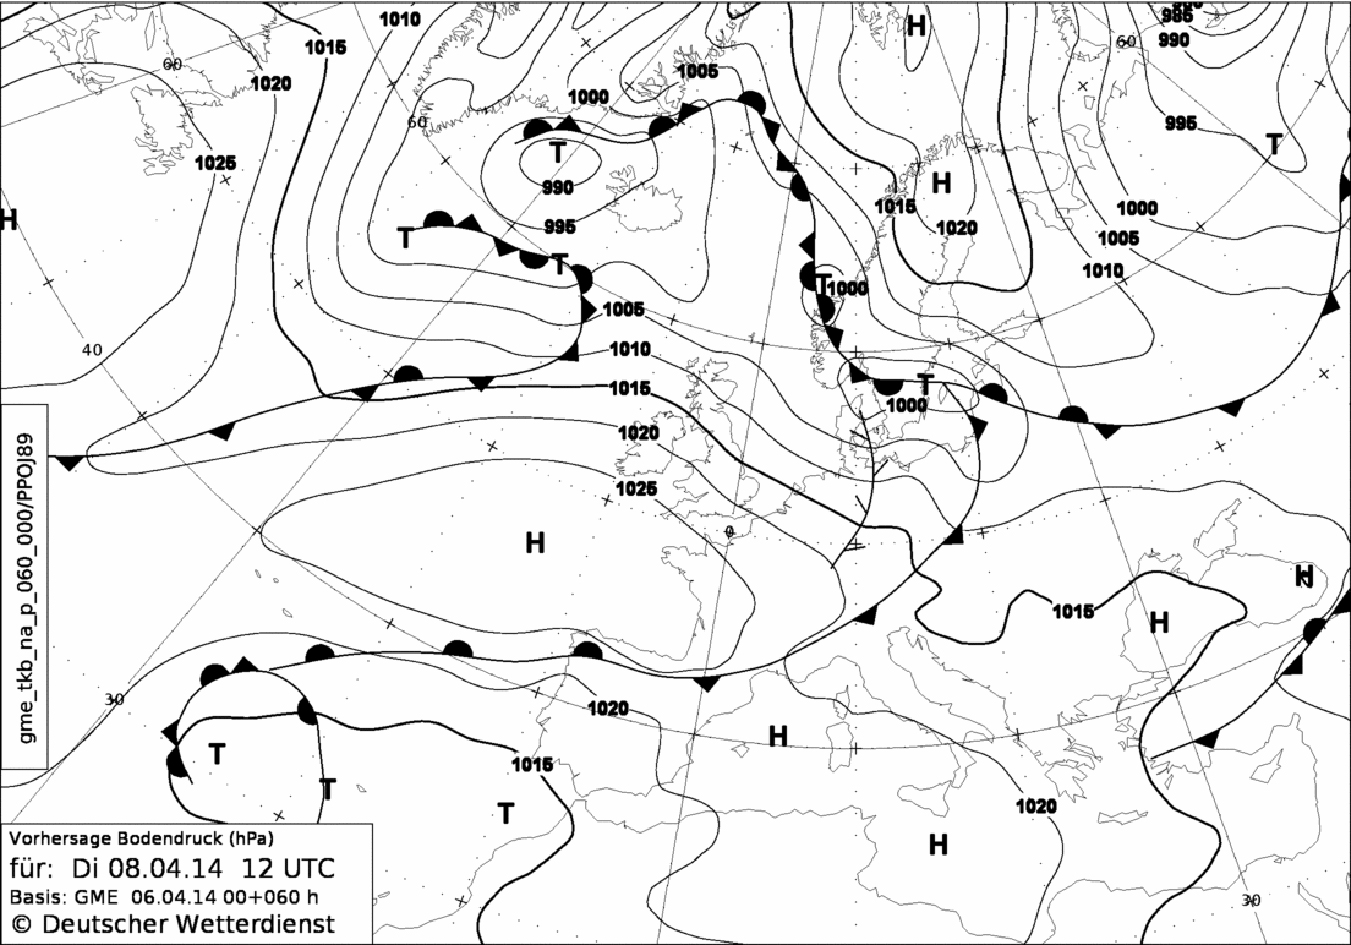 1010
H
985
60
990
1015
60
1005
1020
1000
995
60
T
T
1025
H
990
1015
H
1020
995
1000
1005
T
T
1010
T
1000
1005
40
1010
T
1015
1000
1020
1025
0
H
H
1015
H
30
1020
H
T
1015
T
1020
T
H
30
gme_tkb_na_p_060_000/PPOJ89
Vorhersage Bodendruck (hPa)
für: Di 08.04.14 12 UTC
Basis: GME 06.04.14 00+060 h
© Deutscher Wetterdienst